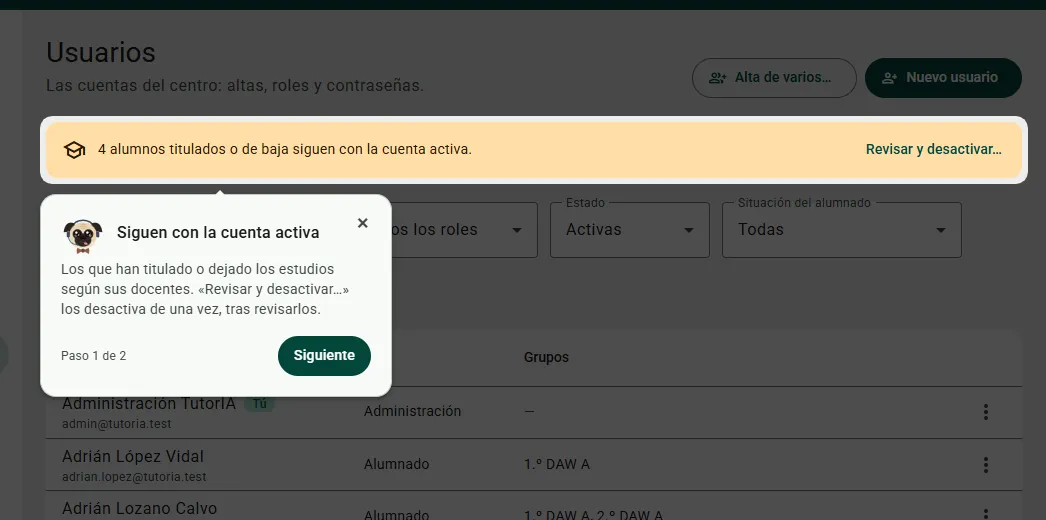 Usuarios
Las cuentas del centro: altas, roles y contraseñas.
Alta de varios…
Nuevo usuario
4 alumnos titulados o de baja siguen con la cuenta activa.
Revisar y desactivar…
Siguen con la cuenta activa
Los que han titulado o dejado los estudios
según sus docentes. «Revisar y desactivar…»
los desactiva de una vez, tras revisarlos.
Paso 1 de 2
Siguiente
los roles
Estado
Activas
Situación del alumnado
Todas
Grupos
Administración TutorIA Tú
admin@tutoria.test
Administración
—
Adrián López Vidal
adrian.lopez@tutoria.test
Alumnado
1.º DAW A
Adrián Lozano Calvo
Alumnado
1.º DAW A, 2.º DAW A